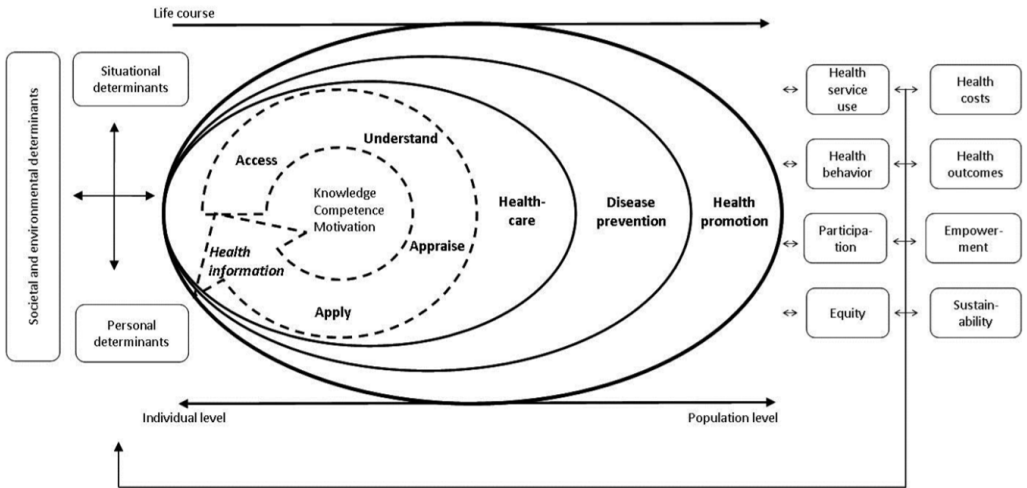 Life course
Societal and environmental determinants
Situational
determinants
Personal
determinants
Access
Understand
Knowledge
Competence
Motivation
Health
information
Appraise
Apply
Health-
care
Disease
prevention
Health
promotion
Individual level
Population level
Health
service
use
Health
costs
Health
behavior
Health
outcomes
Participa-
tion
Empower-
ment
Equity
Sustain-
ability